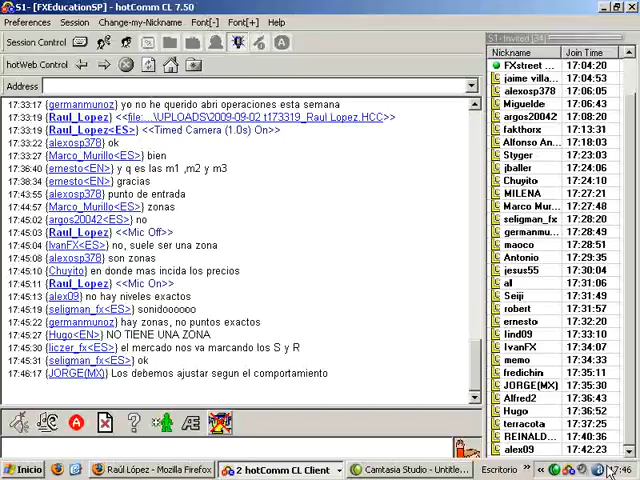 S1- [FXEducationSP] - hotComm CL 7.50
Preferences Session Change-my-Nickname Font[-] Font[+] Help
Session Control
hotWeb Control
Address
17:33:17 {germanmunoz} yo no he querido abri operaciones esta semana
17:33:19 {Raul_Lopez} <<file:...\UPLOADS\2009-09-02 t173319_Raul Lopez.HCC>>
17:33:19 {Raul_Lopez<ES>} <<Timed Camera (1.0s) On>>
17:33:22 {alexosp378} ok
17:33:27 {Marco_Murillo<ES>} bien
17:36:40 {ernesto<EN>} y q es las m1 ,m2 y m3
17:38:34 {ernesto<EN>} gracias
17:43:55 {alexosp378} punto de entrada
17:44:57 {Marco_Murillo<ES>} zonas
17:45:02 {argos20042<ES>} no
17:45:03 {Raul_Lopez} <<Mic Off>>
17:45:04 {IvanFX<ES>} no, suele ser una zona
17:45:08 {alexosp378} son zonas
17:45:10 {Chuyito} en donde mas incida los precios
17:45:11 {Raul_Lopez} <<Mic On>>
17:45:13 {alex09} no hay niveles exactos
17:45:19 {seligman_fx<ES>} sonidoooooo
17:45:22 {germanmunoz} hay zonas, no puntos exactos
17:45:27 {Hugo<EN>} NO TIENE UNA ZONA
17:45:30 {liczer_fx<ES>} el mercado nos va marcando los S y R
17:45:31 {seligman_fx<ES>} ok
17:46:17 {JORGE(MX)} Los debemos ajustar segun el comportamiento
S1- Invited [34]
Nickname Join Time
FXstreet ... 17:04:20
jaime villa... 17:04:53
alexosp378 17:06:05
Miguelde 17:06:43
argos20042 17:08:20
fakthorx 17:13:31
Alfonso An... 17:18:03
Styger 17:23:03
jballer 17:24:06
Chuyito 17:24:10
MILENA 17:27:21
Marco Mur... 17:27:48
seligman_fx 17:28:20
germanmu... 17:28:39
maoco 17:28:51
Antonio 17:29:35
jesus55 17:30:04
al 17:31:06
Seiji 17:31:49
robert 17:31:57
ernesto 17:32:20
lind09 17:33:10
IvanFX 17:34:07
memo 17:34:32
fredichin 17:35:11
JORGE(MX) 17:35:30
Alfred2 17:36:43
Hugo 17:36:52
terracota 17:37:49
REINALD... 17:40:36
alex09 17:42:23
Inicio
Raúl López - Mozilla Firefox
2 hotComm CL Client
Camtasia Studio - Untitle...
Escritorio
17:46